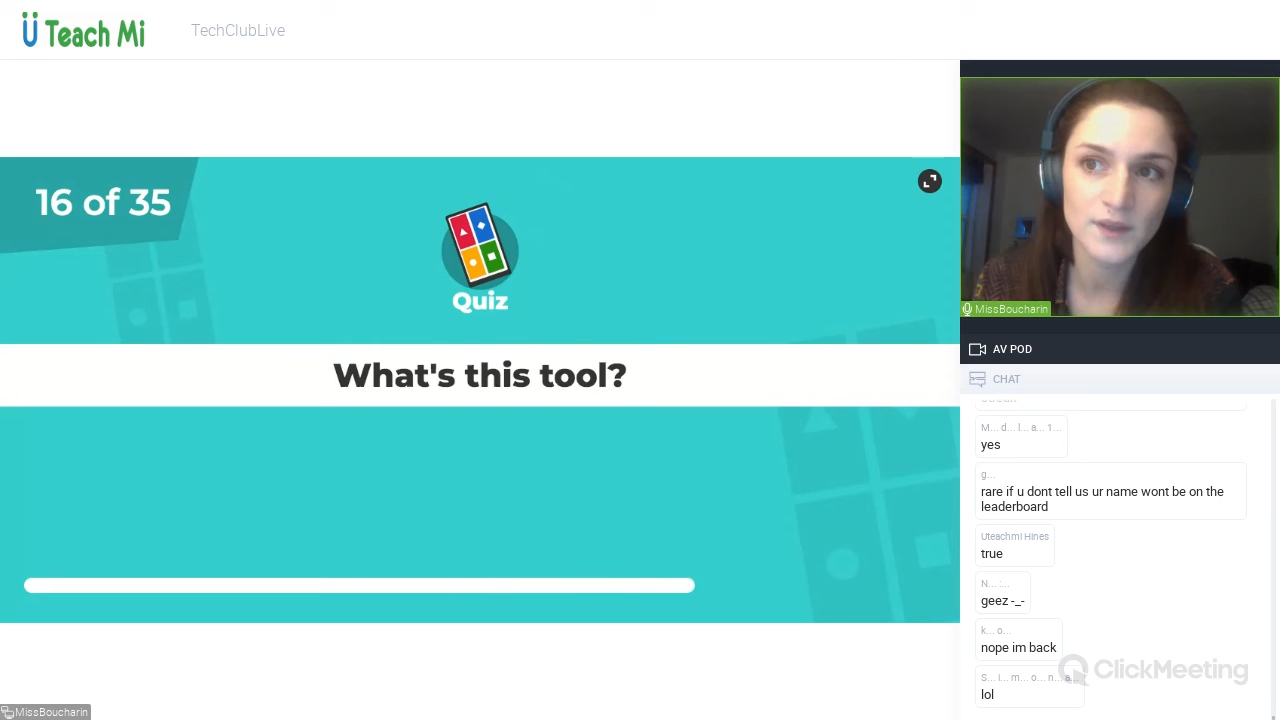 Ü Teach Mi
TechClubLive
16 of 35
Quiz
What's this tool?
MissBoucharin
MissBoucharin
AV POD
CHAT
M... d... l... a... 1...
yes
g...
rare if u dont tell us ur name wont be on the
leaderboard
Uteachmi Hines
true
N... :...
geez -_-
k... o...
nope im back
ClickMeeting
S... i... m... o... n... a...
lol